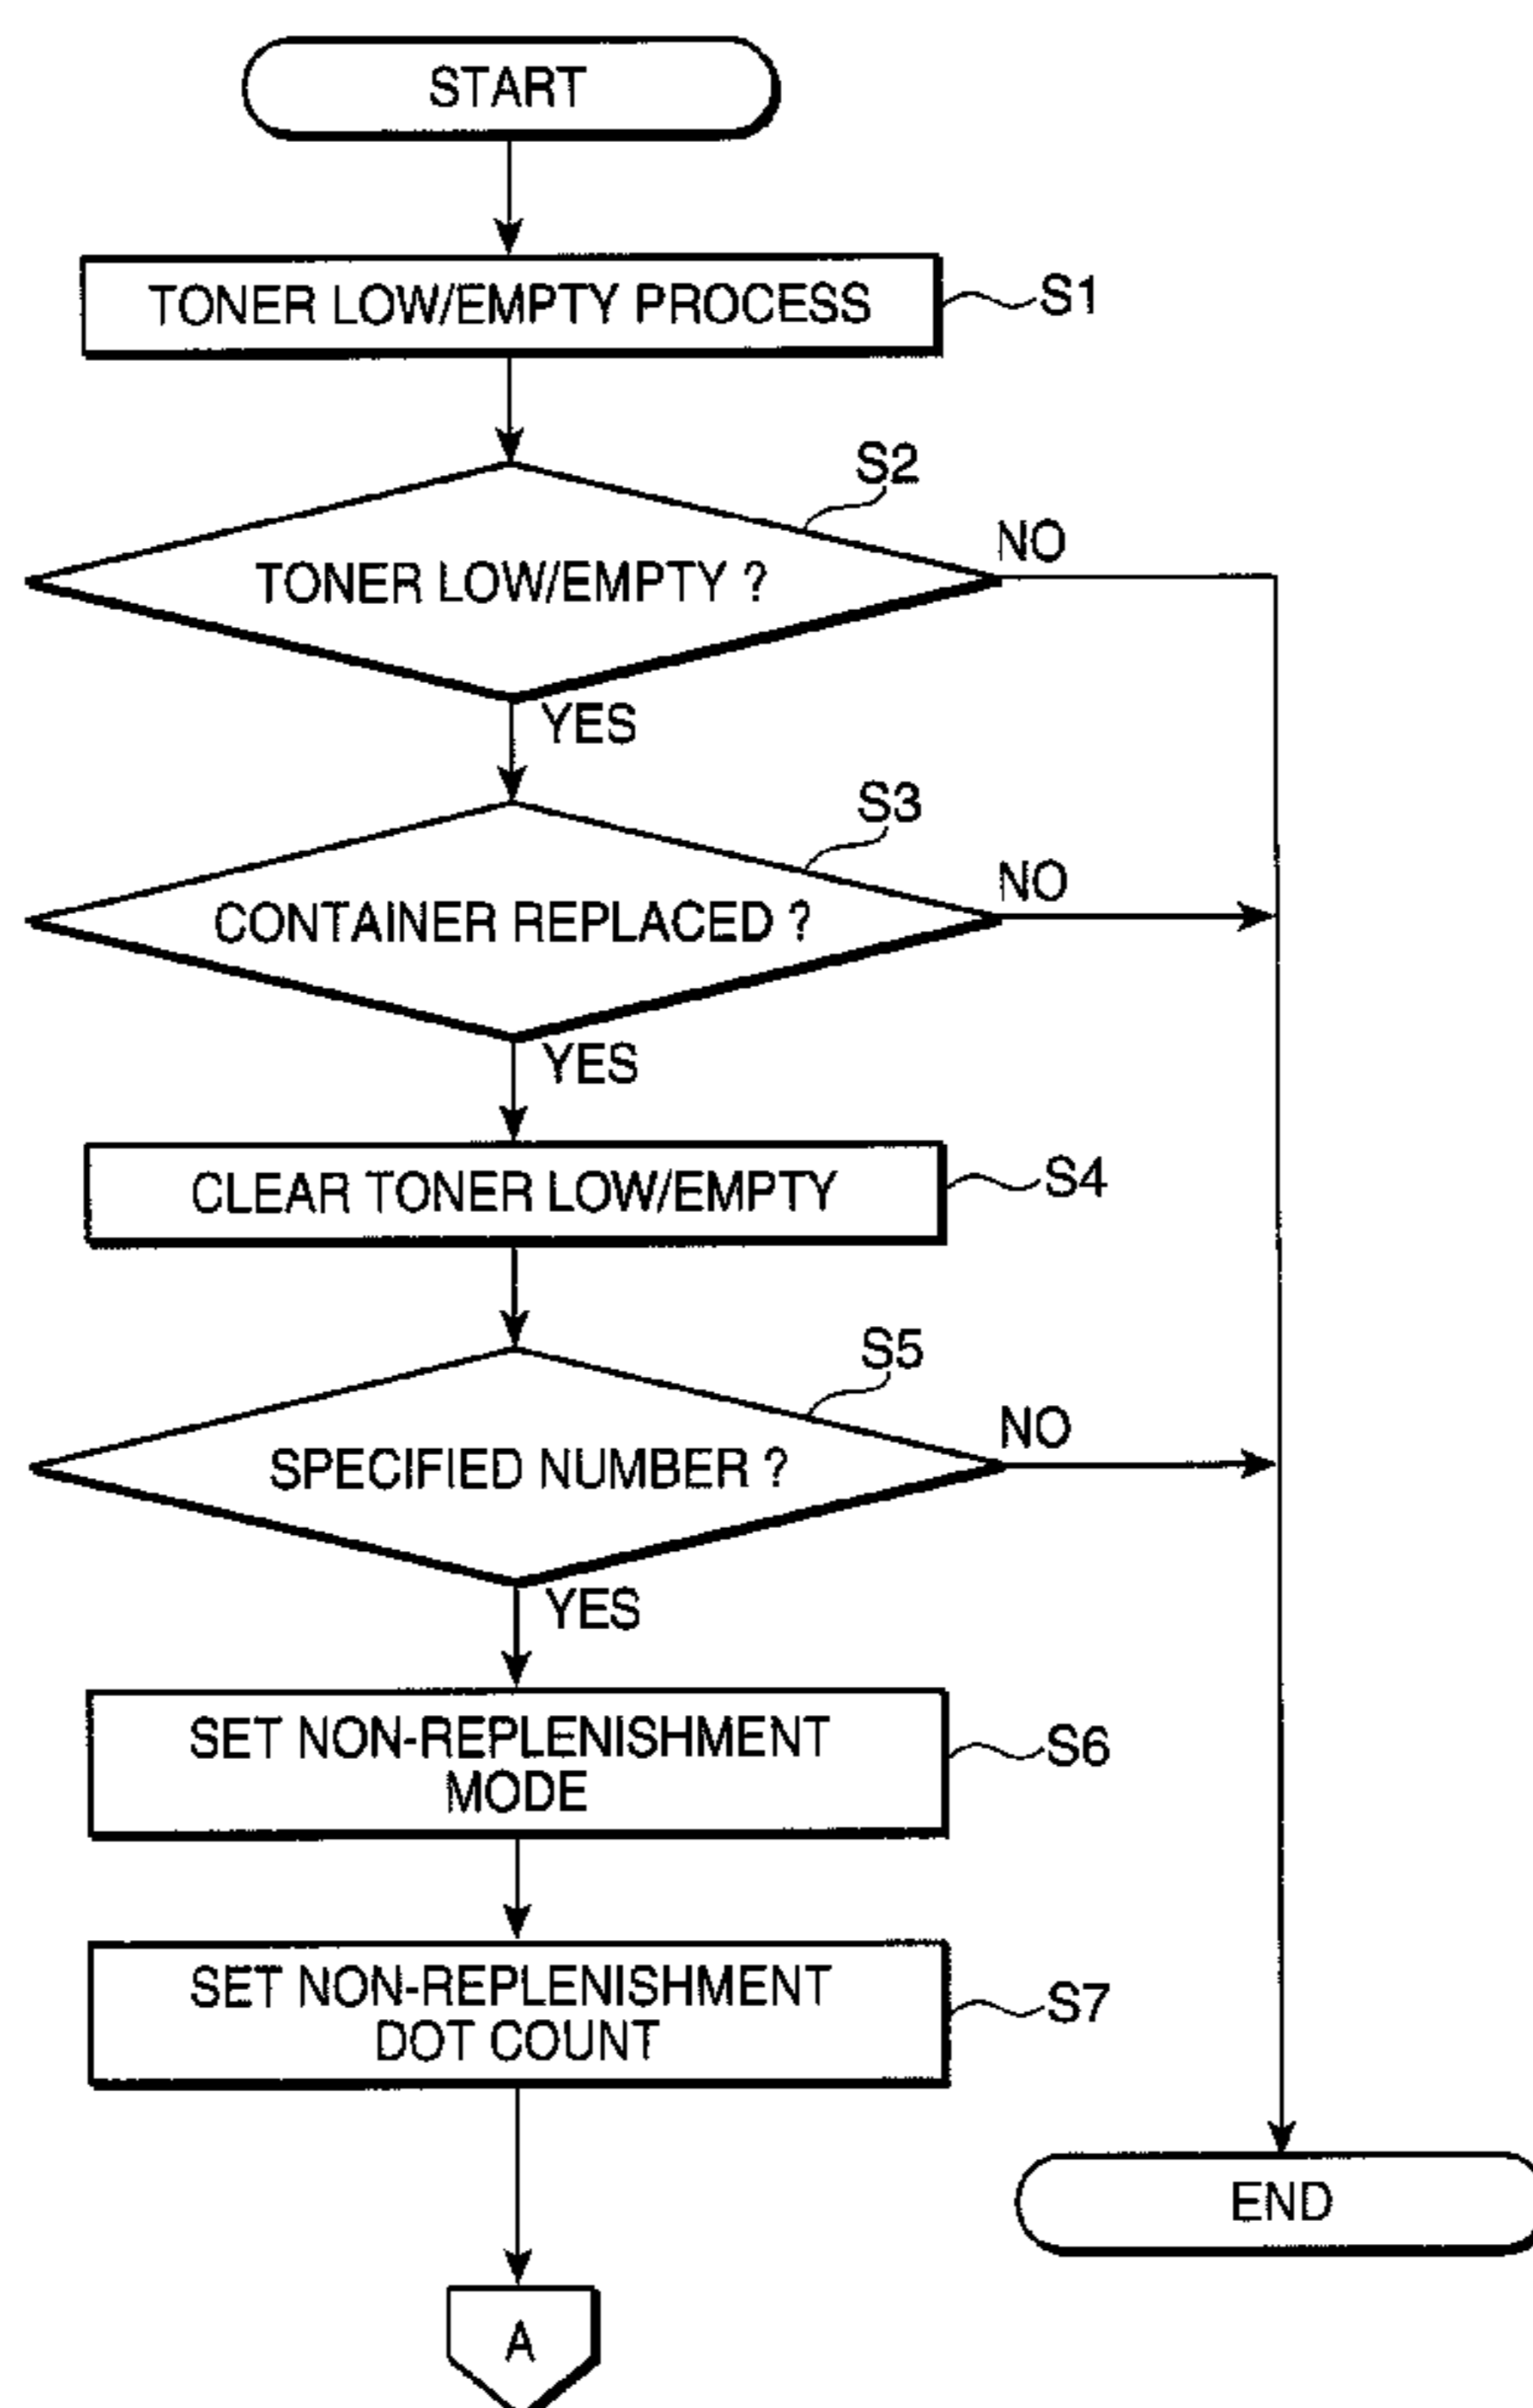 START
TONER LOW/EMPTY PROCESS
S1
S2
TONER LOW/EMPTY ?
NO
YES
S3
CONTAINER REPLACED ?
NO
YES
CLEAR TONER LOW/EMPTY
S4
S5
SPECIFIED NUMBER ?
NO
YES
SET NON-REPLENISHMENT
MODE
S6
SET NON-REPLENISHMENT
DOT COUNT
S7
END
A